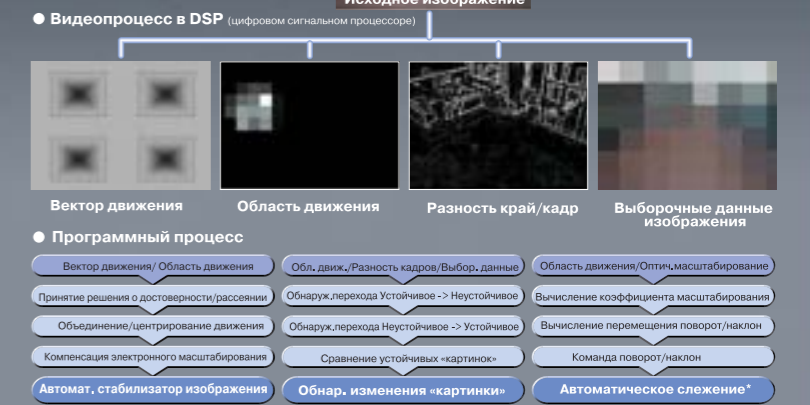 Исходное изображение
● Видеопроцесс в DSP (цифровом сигнальном процессоре)
Вектор движения
Область движения
Разность край/кадр
Выборочные данные
изображения
● Программный процесс
Вектор движения/ Область движения
Принятие решения о достоверности/рассеянии
Объединение/центрирование движения
Компенсация электронного масштабирования
Автомат. стабилизатор изображения
Обл. движ./Разность кадров/Выбор. данные
Обнаруж.перехода Устойчивое -> Неустойчивое
Обнаруж.перехода Неустойчивое -> Устойчивое
Сравнение устойчивых «картинок»
Обнар. изменения «картинки»
Область движения/Оптич.масштабирование
Вычисление коэффициента масштабирования
Вычисление перемещения поворот/наклон
Команда поворот/наклон
Автоматическое слежение*